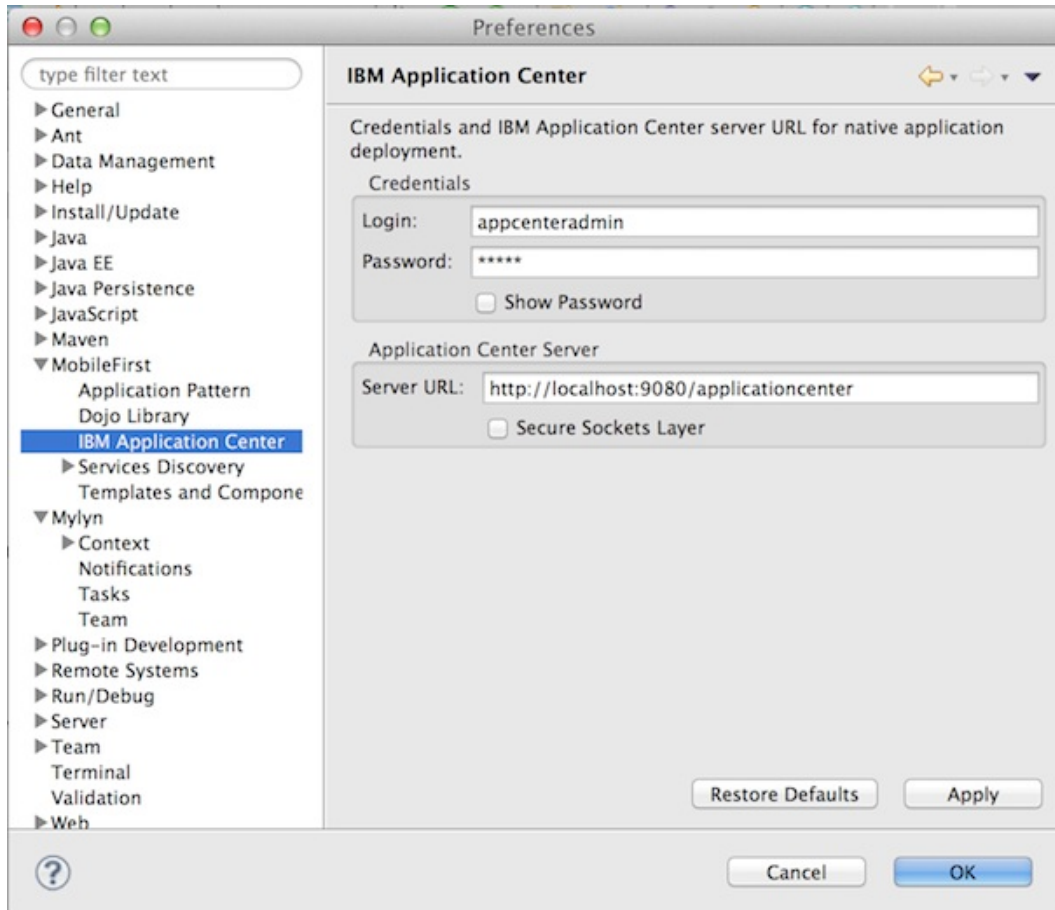 Preferences
type filter text
General
Ant
Data Management
Help
Install/Update
Java
Java EE
Java Persistence
JavaScript
Maven
MobileFirst
Application Pattern
Dojo Library
IBM Application Center
Services Discovery
Templates and Compone
Mylyn
Context
Notifications
Tasks
Team
Plug-in Development
Remote Systems
Run/Debug
Server
Team
Terminal
Validation
Web
IBM Application Center
Credentials and IBM Application Center server URL for native application
deployment.
Credentials
Login: appcenteradmin
Password: *****
Show Password
Application Center Server
Server URL: http://localhost:9080/applicationcenter
Secure Sockets Layer
Restore Defaults Apply
? Cancel OK